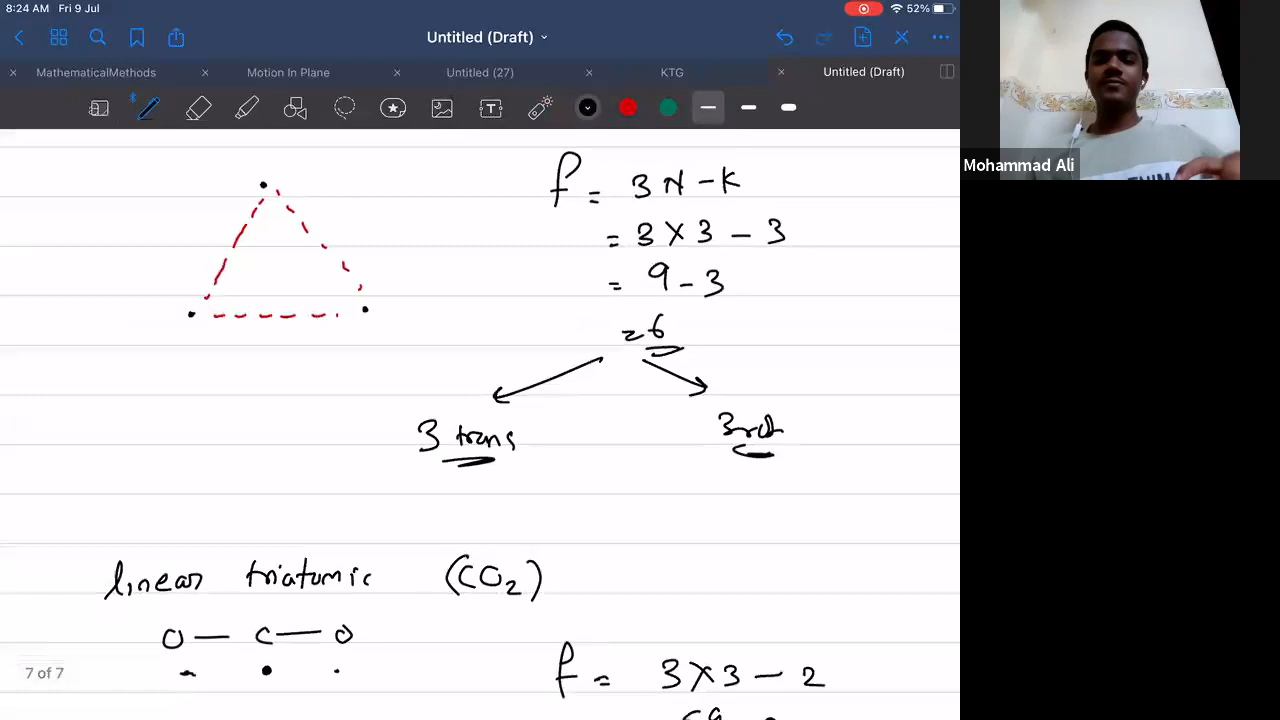 8:24 AM Fri 9 Jul
52%
Untitled (Draft)
MathematicalMethods
Motion In Plane
Untitled (27)
KTG
Untitled (Draft)
Mohammad Ali
f = 3N - K
= 3 × 3 - 3
= 9 - 3
= 6
3 trans
3 rot
linear triatomic (CO2)
O - C - O
7 of 7
f = 3 × 3 - 2